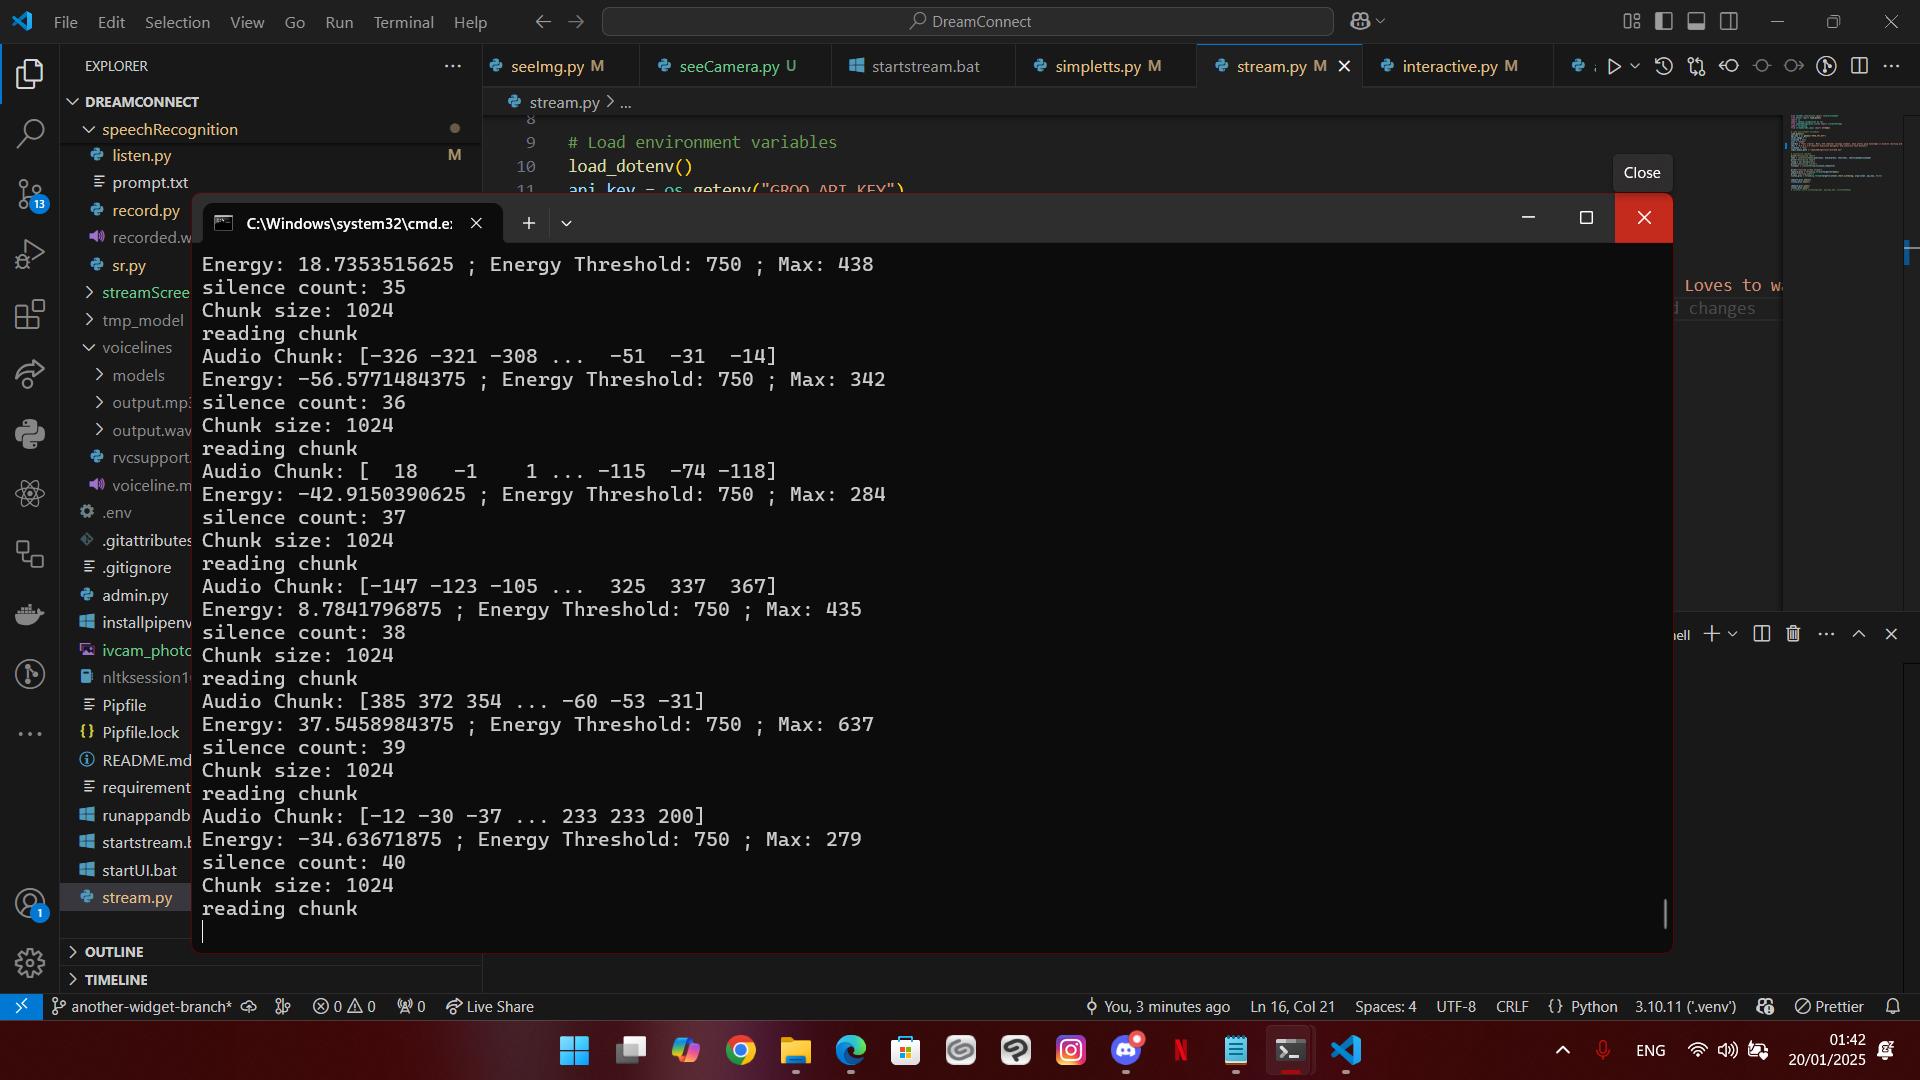 File Edit Selection View Go Run Terminal Help
DreamConnect
EXPLORER
seeImg.py M
seeCamera.py U
startstream.bat
simpletts.py M
stream.py M
interactive.py M
DREAMCONNECT
stream.py > ...
speechRecognition
8
listen.py M
9 # Load environment variables
prompt.txt
10 load_dotenv()
11 api_key = os.getenv("GROQ_API_KEY")
Close
record.py
recorded.w
sr.py
streamScree
tmp_model
voicelines
models
output.mp3
output.wav
rvcsupport.
voiceline.m
.env
.gitattributes
.gitignore
admin.py
installpipenv
ivcam_photo
nltksession1
Pipfile
Pipfile.lock
README.md
requirement
runappandb
startstream.b
startUI.bat
stream.py
OUTLINE
TIMELINE
C:\Windows\system32\cmd.e
Energy: 18.7353515625 ; Energy Threshold: 750 ; Max: 438
silence count: 35
Chunk size: 1024
reading chunk
Audio Chunk: [-326 -321 -308 ...  -51  -31  -14]
Energy: -56.5771484375 ; Energy Threshold: 750 ; Max: 342
silence count: 36
Chunk size: 1024
reading chunk
Audio Chunk: [  18   -1    1 ... -115  -74 -118]
Energy: -42.9150390625 ; Energy Threshold: 750 ; Max: 284
silence count: 37
Chunk size: 1024
reading chunk
Audio Chunk: [-147 -123 -105 ...  325  337  367]
Energy: 8.7841796875 ; Energy Threshold: 750 ; Max: 435
silence count: 38
Chunk size: 1024
reading chunk
Audio Chunk: [385 372 354 ... -60 -53 -31]
Energy: 37.5458984375 ; Energy Threshold: 750 ; Max: 637
silence count: 39
Chunk size: 1024
reading chunk
Audio Chunk: [-12 -30 -37 ... 233 233 200]
Energy: -34.63671875 ; Energy Threshold: 750 ; Max: 279
silence count: 40
Chunk size: 1024
reading chunk
Loves to wa
d changes
ell
13
1
another-widget-branch* 0 0 0 Live Share
You, 3 minutes ago Ln 16, Col 21 Spaces: 4 UTF-8 CRLF {} Python 3.10.11 ('.venv') Prettier
ENG
01:42
20/01/2025